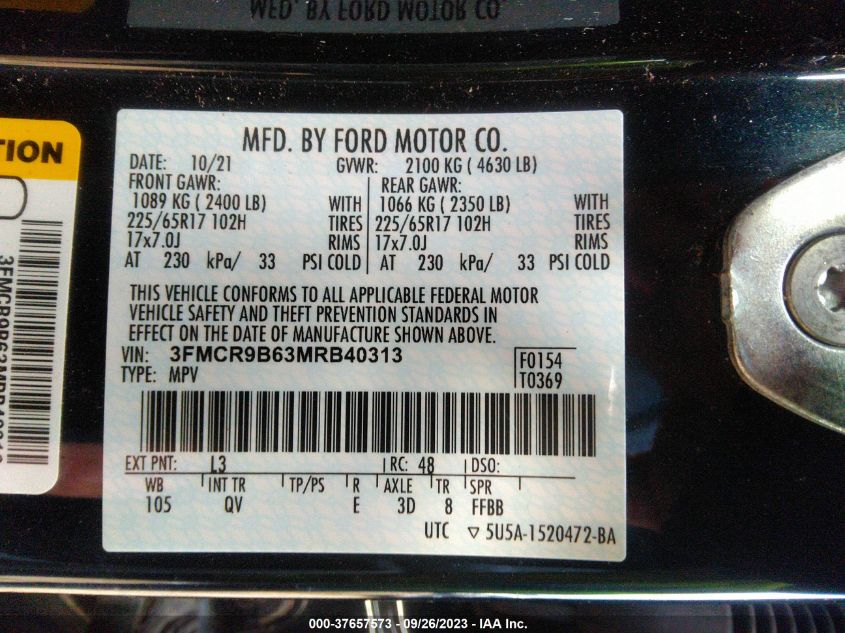 MFD. BY FORD MOTOR CO.
TION
MFD. BY FORD MOTOR CO.
DATE: 10/21 GVWR: 2100 KG ( 4630 LB)
FRONT GAWR: REAR GAWR:
1089 KG ( 2400 LB) WITH 1066 KG ( 2350 LB) WITH
225/65R17 102H TIRES 225/65R17 102H TIRES
17x7.0J RIMS 17x7.0J RIMS
AT 230 kPa/ 33 PSI COLD AT 230 kPa/ 33 PSI COLD
THIS VEHICLE CONFORMS TO ALL APPLICABLE FEDERAL MOTOR
VEHICLE SAFETY AND THEFT PREVENTION STANDARDS IN
EFFECT ON THE DATE OF MANUFACTURE SHOWN ABOVE.
VIN: 3FMCR9B63MRB40313 F0154
TYPE: MPV T0369
3FMCR9B63MRB40313
EXT PNT: L3 RC: 48 DSO:
WB INT TR TP/PS R AXLE TR SPR
105 QV E 3D 8 FFBB
UTC ▽ 5U5A-1520472-BA
000-37657573 - 09/26/2023 - IAA Inc.